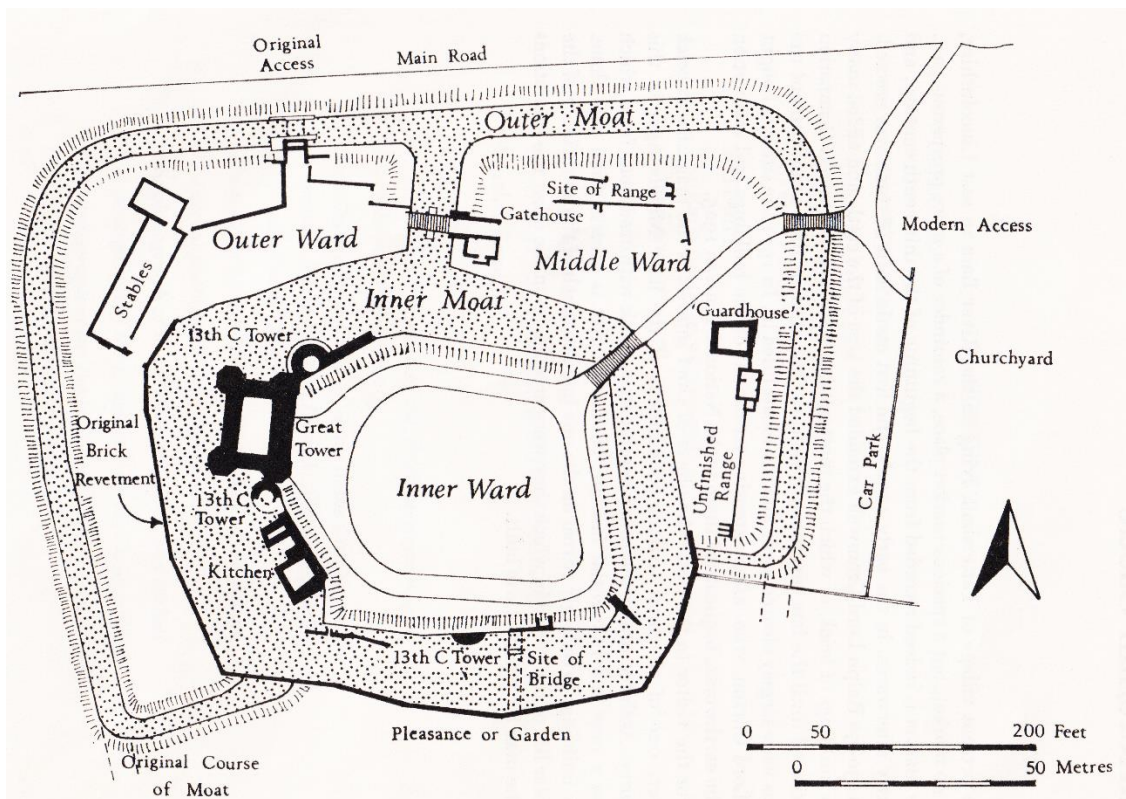 Original
Access
Main Road
Outer Moat
Site of Range
Gatehouse
Outer Ward
Middle Ward
Modern Access
Stables
Inner Moat
'Guardhouse'
13th C Tower
Churchyard
Original
Brick
Revetment
Great
Tower
Unfinished
Range
Car Park
Inner Ward
13th C
Tower
Kitchen
13th C Tower
Site of
Bridge
Pleasance or Garden
0 50 200 Feet
0 50 Metres
Original Course
of Moat